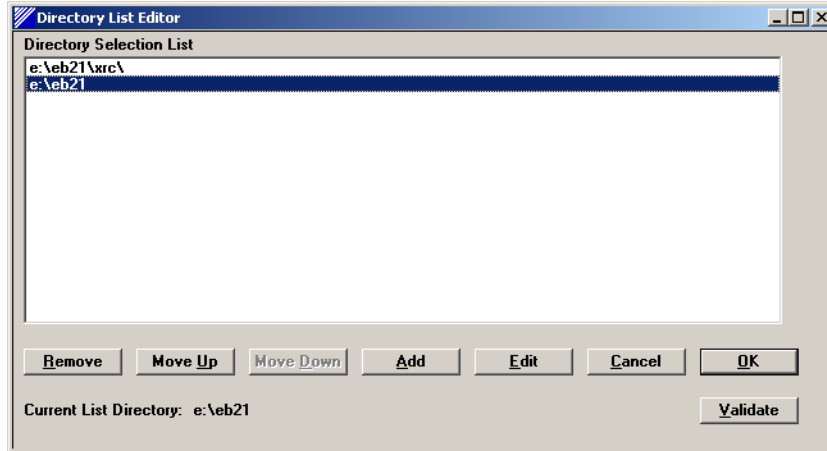 Directory List Editor
Directory Selection List
e:\eb21\xrc\
e:\eb21
Remove Move Up Move Down Add Edit Cancel OK
Current List Directory: e:\eb21 Validate